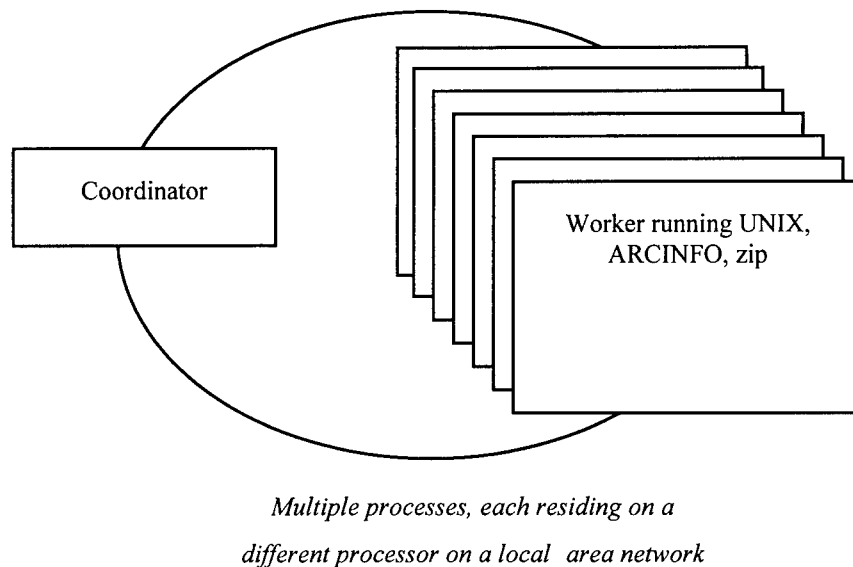 Coordinator
Worker running UNIX,
ARCINFO, zip
Multiple processes, each residing on a
different processor on a local area network